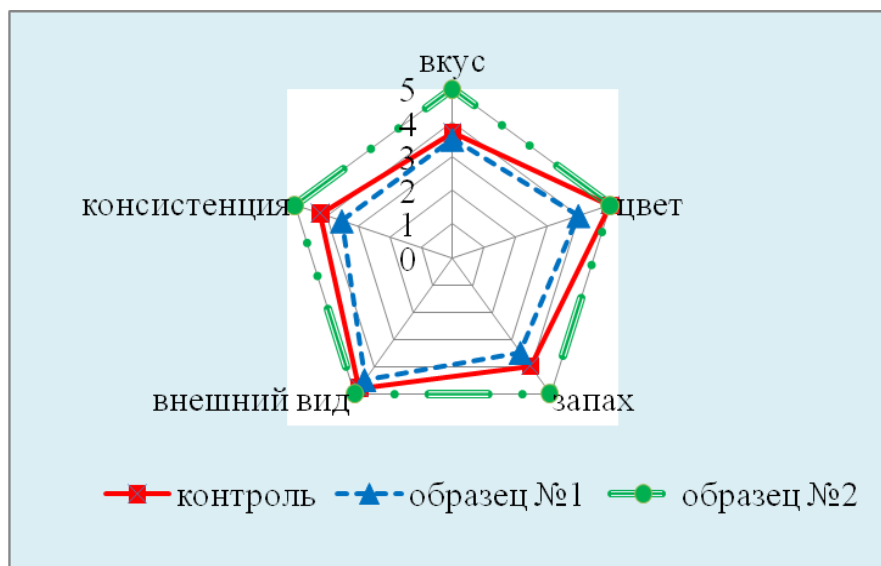 вкус
5
4
3
2
1
0
консистенция
цвет
внешний вид
запах
контроль образец №1 образец №2